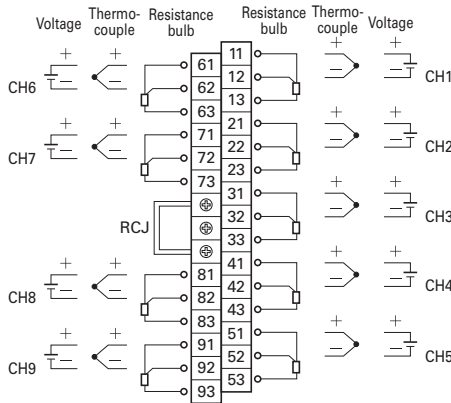 Voltage Thermo-couple Resistance bulb Resistance bulb Thermo-couple Voltage
11
61
+ + + +
12
CH1
CH6
62
− − − −
13
63
21
71
+ + + +
22
CH2
CH7
72
− − − −
23
73
31
+ +
RCJ
32
CH3
− −
33
41
81
+ + + +
42
CH4
CH8
82
− − − −
43
83
51
91
+ + + +
52
CH5
CH9
92
− − − −
53
93